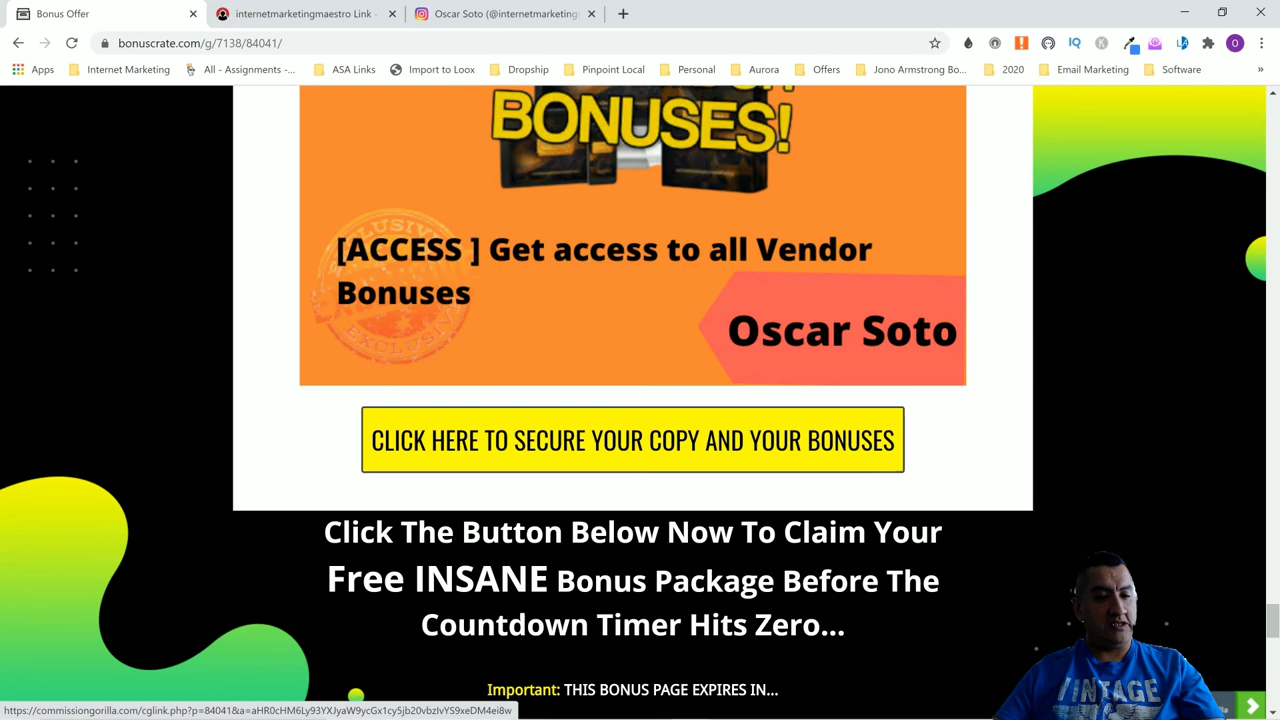 Bonus Offer
internetmarketingmaestro Link -
Oscar Soto (@internetmarketing
bonuscrate.com/g/7138/84041/
Apps
Internet Marketing
All - Assignments -...
ASA Links
Import to Loox
Dropship
Pinpoint Local
Personal
Aurora
Offers
Jono Armstrong Bo...
2020
Email Marketing
Software
BONUSES!
[ACCESS ] Get access to all Vendor
Bonuses
EXCLUSIVE
Oscar Soto
CLICK HERE TO SECURE YOUR COPY AND YOUR BONUSES
Click The Button Below Now To Claim Your
Free INSANE Bonus Package Before The
Countdown Timer Hits Zero...
Important: THIS BONUS PAGE EXPIRES IN...
VINTAGE